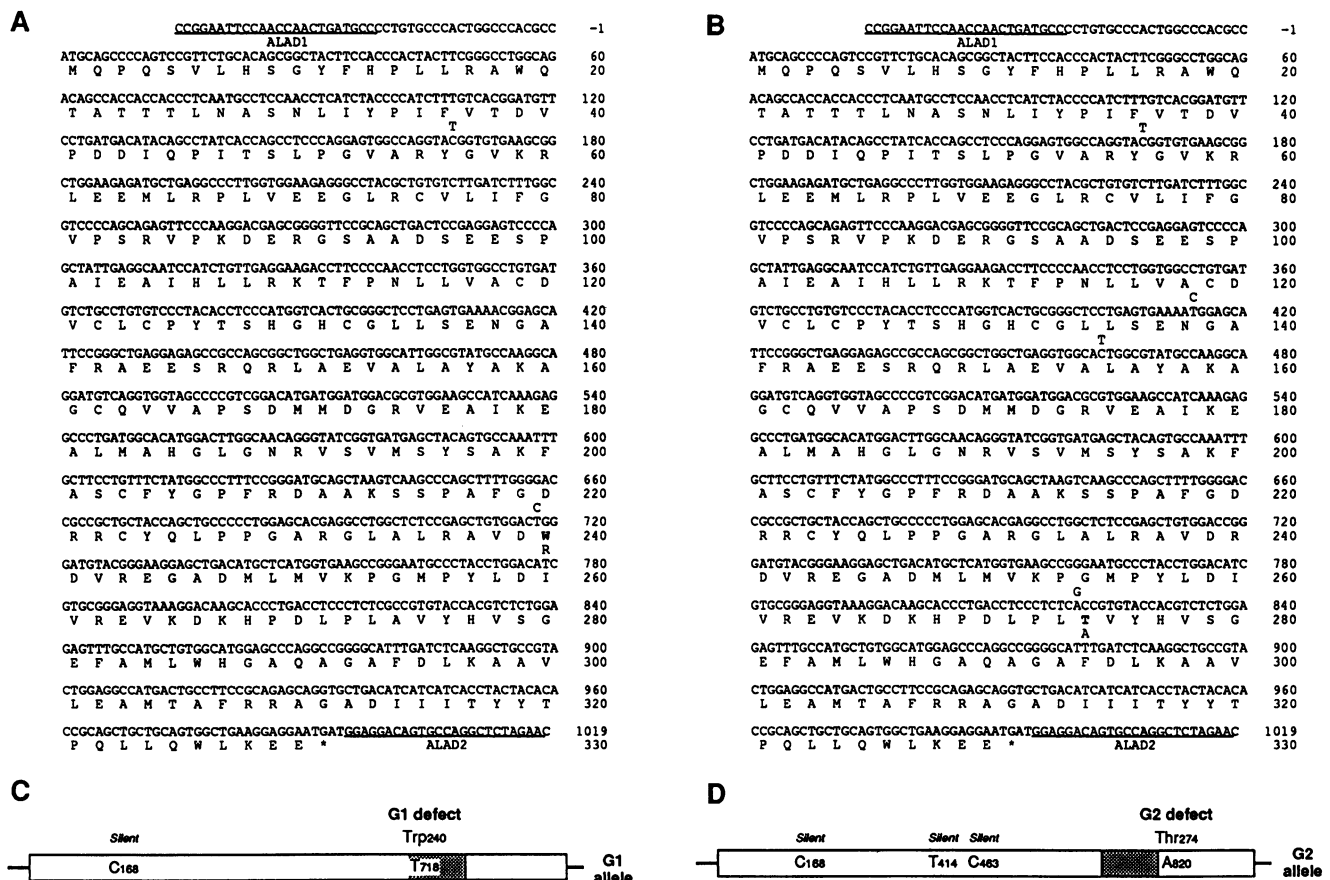 A
CCGGAATTCCAACCAACTGATGCCCCTGTGCCCACTGGCCCACGCC -1
ALAD1
ATGCAGCCCCAGTCCGTTCTGCACAGCGGCTACTTCCACCCACTACTTCGGGCCTGGCAG 60
M Q P Q S V L H S G Y F H P L L R A W Q 20
ACAGCCACCACCACCCTCAATGCCTCCAACCTCATCTACCCCATCTTTGTCACGGATGTT 120
T A T T T L N A S N L I Y P I F V T D V 40
T
CCTGATGACATACAGCCTATCACCAGCCTCCCAGGAGTGGCCAGGTACGGTGTGAAGCGG 180
P D D I Q P I T S L P G V A R Y G V K R 60
CTGGAAGAGATGCTGAGGCCCTTGGTGGAAGAGGGCCTACGCTGTGTCTTGATCTTTGGC 240
L E E M L R P L V E E G L R C V L I F G 80
GTCCCCAGCAGAGTTCCCAAGGACGAGCGGGGTTCCGCAGCTGACTCCGAGGAGTCCCCA 300
V P S R V P K D E R G S A A D S E E S P 100
GCTATTGAGGCAATCCATCTGTTGAGGAAGACCTTCCCCAACCTCCTGGTGGCCTGTGAT 360
A I E A I H L L R K T F P N L L V A C D 120
GTCTGCCTGTGTCCCTACACCTCCCATGGTCACTGCGGGCTCCTGAGTGAAAACGGAGCA 420
V C L C P Y T S H G H C G L L S E N G A 140
TTCCGGGCTGAGGAGAGCCGCCAGCGGCTGGCTGAGGTGGCATTGGCGTATGCCAAGGCA 480
F R A E E S R Q R L A E V A L A Y A K A 160
GGATGTCAGGTGGTAGCCCCGTCGGACATGATGGATGGACGCGTGGAAGCCATCAAAGAG 540
G C Q V V A P S D M M D G R V E A I K E 180
GCCCTGATGGCACATGGACTTGGCAACAGGGTATCGGTGATGAGCTACAGTGCCAAATTT 600
A L M A H G L G N R V S V M S Y S A K F 200
GCTTCCTGTTTCTATGGCCCTTTCCGGGATGCAGCTAAGTCAAGCCCAGCTTTTGGGGAC 660
A S C F Y G P F R D A A K S S P A F G D 220
C
CGCCGCTGCTACCAGCTGCCCCCTGGAGCACGAGGCCTGGCTCTCCGAGCTGTGGACTGG 720
R R C Y Q L P P G A R G L A L R A V D W 240
R
GATGTACGGGAAGGAGCTGACATGCTCATGGTGAAGCCGGGAATGCCCTACCTGGACATC 780
D V R E G A D M L M V K P G M P Y L D I 260
GTGCGGGAGGTAAAGGACAAGCACCCTGACCTCCCTCTCGCCGTGTACCACGTCTCTGGA 840
V R E V K D K H P D L P L A V Y H V S G 280
GAGTTTGCCATGCTGTGGCATGGAGCCCAGGCCGGGGCATTTGATCTCAAGGCTGCCGTA 900
E F A M L W H G A Q A G A F D L K A A V 300
CTGGAGGCCATGACTGCCTTCCGCAGAGCAGGTGCTGACATCATCATCACCTACTACACA 960
L E A M T A F R R A G A D I I I T Y Y T 320
CCGCAGCTGCTGCAGTGGCTGAAGGAGGAATGATGGAGGACAGTGCCAGGCTCTAGAAC 1019
P Q L L Q W L K E E * ALAD2 330
B
CCGGAATTCCAACCAACTGATGCCCCTGTGCCCACTGGCCCACGCC -1
ALAD1
ATGCAGCCCCAGTCCGTTCTGCACAGCGGCTACTTCCACCCACTACTTCGGGCCTGGCAG 60
M Q P Q S V L H S G Y F H P L L R A W Q 20
ACAGCCACCACCACCCTCAATGCCTCCAACCTCATCTACCCCATCTTTGTCACGGATGTT 120
T A T T T L N A S N L I Y P I F V T D V 40
T
CCTGATGACATACAGCCTATCACCAGCCTCCCAGGAGTGGCCAGGTACGGTGTGAAGCGG 180
P D D I Q P I T S L P G V A R Y G V K R 60
CTGGAAGAGATGCTGAGGCCCTTGGTGGAAGAGGGCCTACGCTGTGTCTTGATCTTTGGC 240
L E E M L R P L V E E G L R C V L I F G 80
GTCCCCAGCAGAGTTCCCAAGGACGAGCGGGGTTCCGCAGCTGACTCCGAGGAGTCCCCA 300
V P S R V P K D E R G S A A D S E E S P 100
GCTATTGAGGCAATCCATCTGTTGAGGAAGACCTTCCCCAACCTCCTGGTGGCCTGTGAT 360
A I E A I H L L R K T F P N L L V A C D 120
C
GTCTGCCTGTGTCCCTACACCTCCCATGGTCACTGCGGGCTCCTGAGTGAAAATGGAGCA 420
V C L C P Y T S H G H C G L L S E N G A 140
T
TTCCGGGCTGAGGAGAGCCGCCAGCGGCTGGCTGAGGTGGCACTGGCGTATGCCAAGGCA 480
F R A E E S R Q R L A E V A L A Y A K A 160
GGATGTCAGGTGGTAGCCCCGTCGGACATGATGGATGGACGCGTGGAAGCCATCAAAGAG 540
G C Q V V A P S D M M D G R V E A I K E 180
GCCCTGATGGCACATGGACTTGGCAACAGGGTATCGGTGATGAGCTACAGTGCCAAATTT 600
A L M A H G L G N R V S V M S Y S A K F 200
GCTTCCTGTTTCTATGGCCCTTTCCGGGATGCAGCTAAGTCAAGCCCAGCTTTTGGGGAC 660
A S C F Y G P F R D A A K S S P A F G D 220
CGCCGCTGCTACCAGCTGCCCCCTGGAGCACGAGGCCTGGCTCTCCGAGCTGTGGACCGG 720
R R C Y Q L P P G A R G L A L R A V D R 240
GATGTACGGGAAGGAGCTGACATGCTCATGGTGAAGCCGGGAATGCCCTACCTGGACATC 780
D V R E G A D M L M V K P G M P Y L D I 260
G
GTGCGGGAGGTAAAGGACAAGCACCCTGACCTCCCTCTCACCGTGTACCACGTCTCTGGA 840
V R E V K D K H P D L P L T V Y H V S G 280
A
GAGTTTGCCATGCTGTGGCATGGAGCCCAGGCCGGGGCATTTGATCTCAAGGCTGCCGTA 900
E F A M L W H G A Q A G A F D L K A A V 300
CTGGAGGCCATGACTGCCTTCCGCAGAGCAGGTGCTGACATCATCATCACCTACTACACA 960
L E A M T A F R R A G A D I I I T Y Y T 320
CCGCAGCTGCTGCAGTGGCTGAAGGAGGAATGATGGAGGACAGTGCCAGGCTCTAGAAC 1019
P Q L L Q W L K E E * ALAD2 330
C
G1 defect
Silent Trp240
C168 T718 G1
allele
D
G2 defect
Silent Silent Thr274
C168 T414 C463 A820 G2
allele